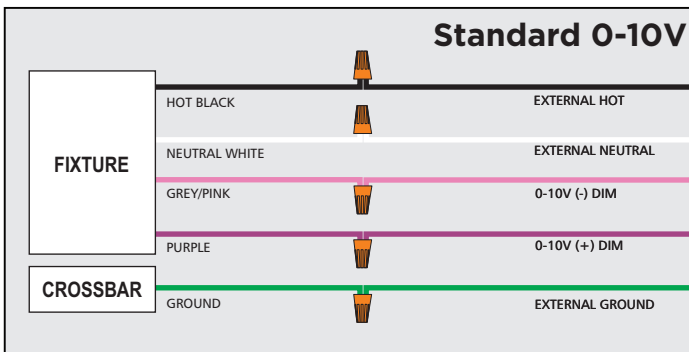 Standard 0-10V
HOT BLACK
EXTERNAL HOT
NEUTRAL WHITE
EXTERNAL NEUTRAL
FIXTURE
GREY/PINK
0-10V (-) DIM
PURPLE
0-10V (+) DIM
CROSSBAR
GROUND
EXTERNAL GROUND